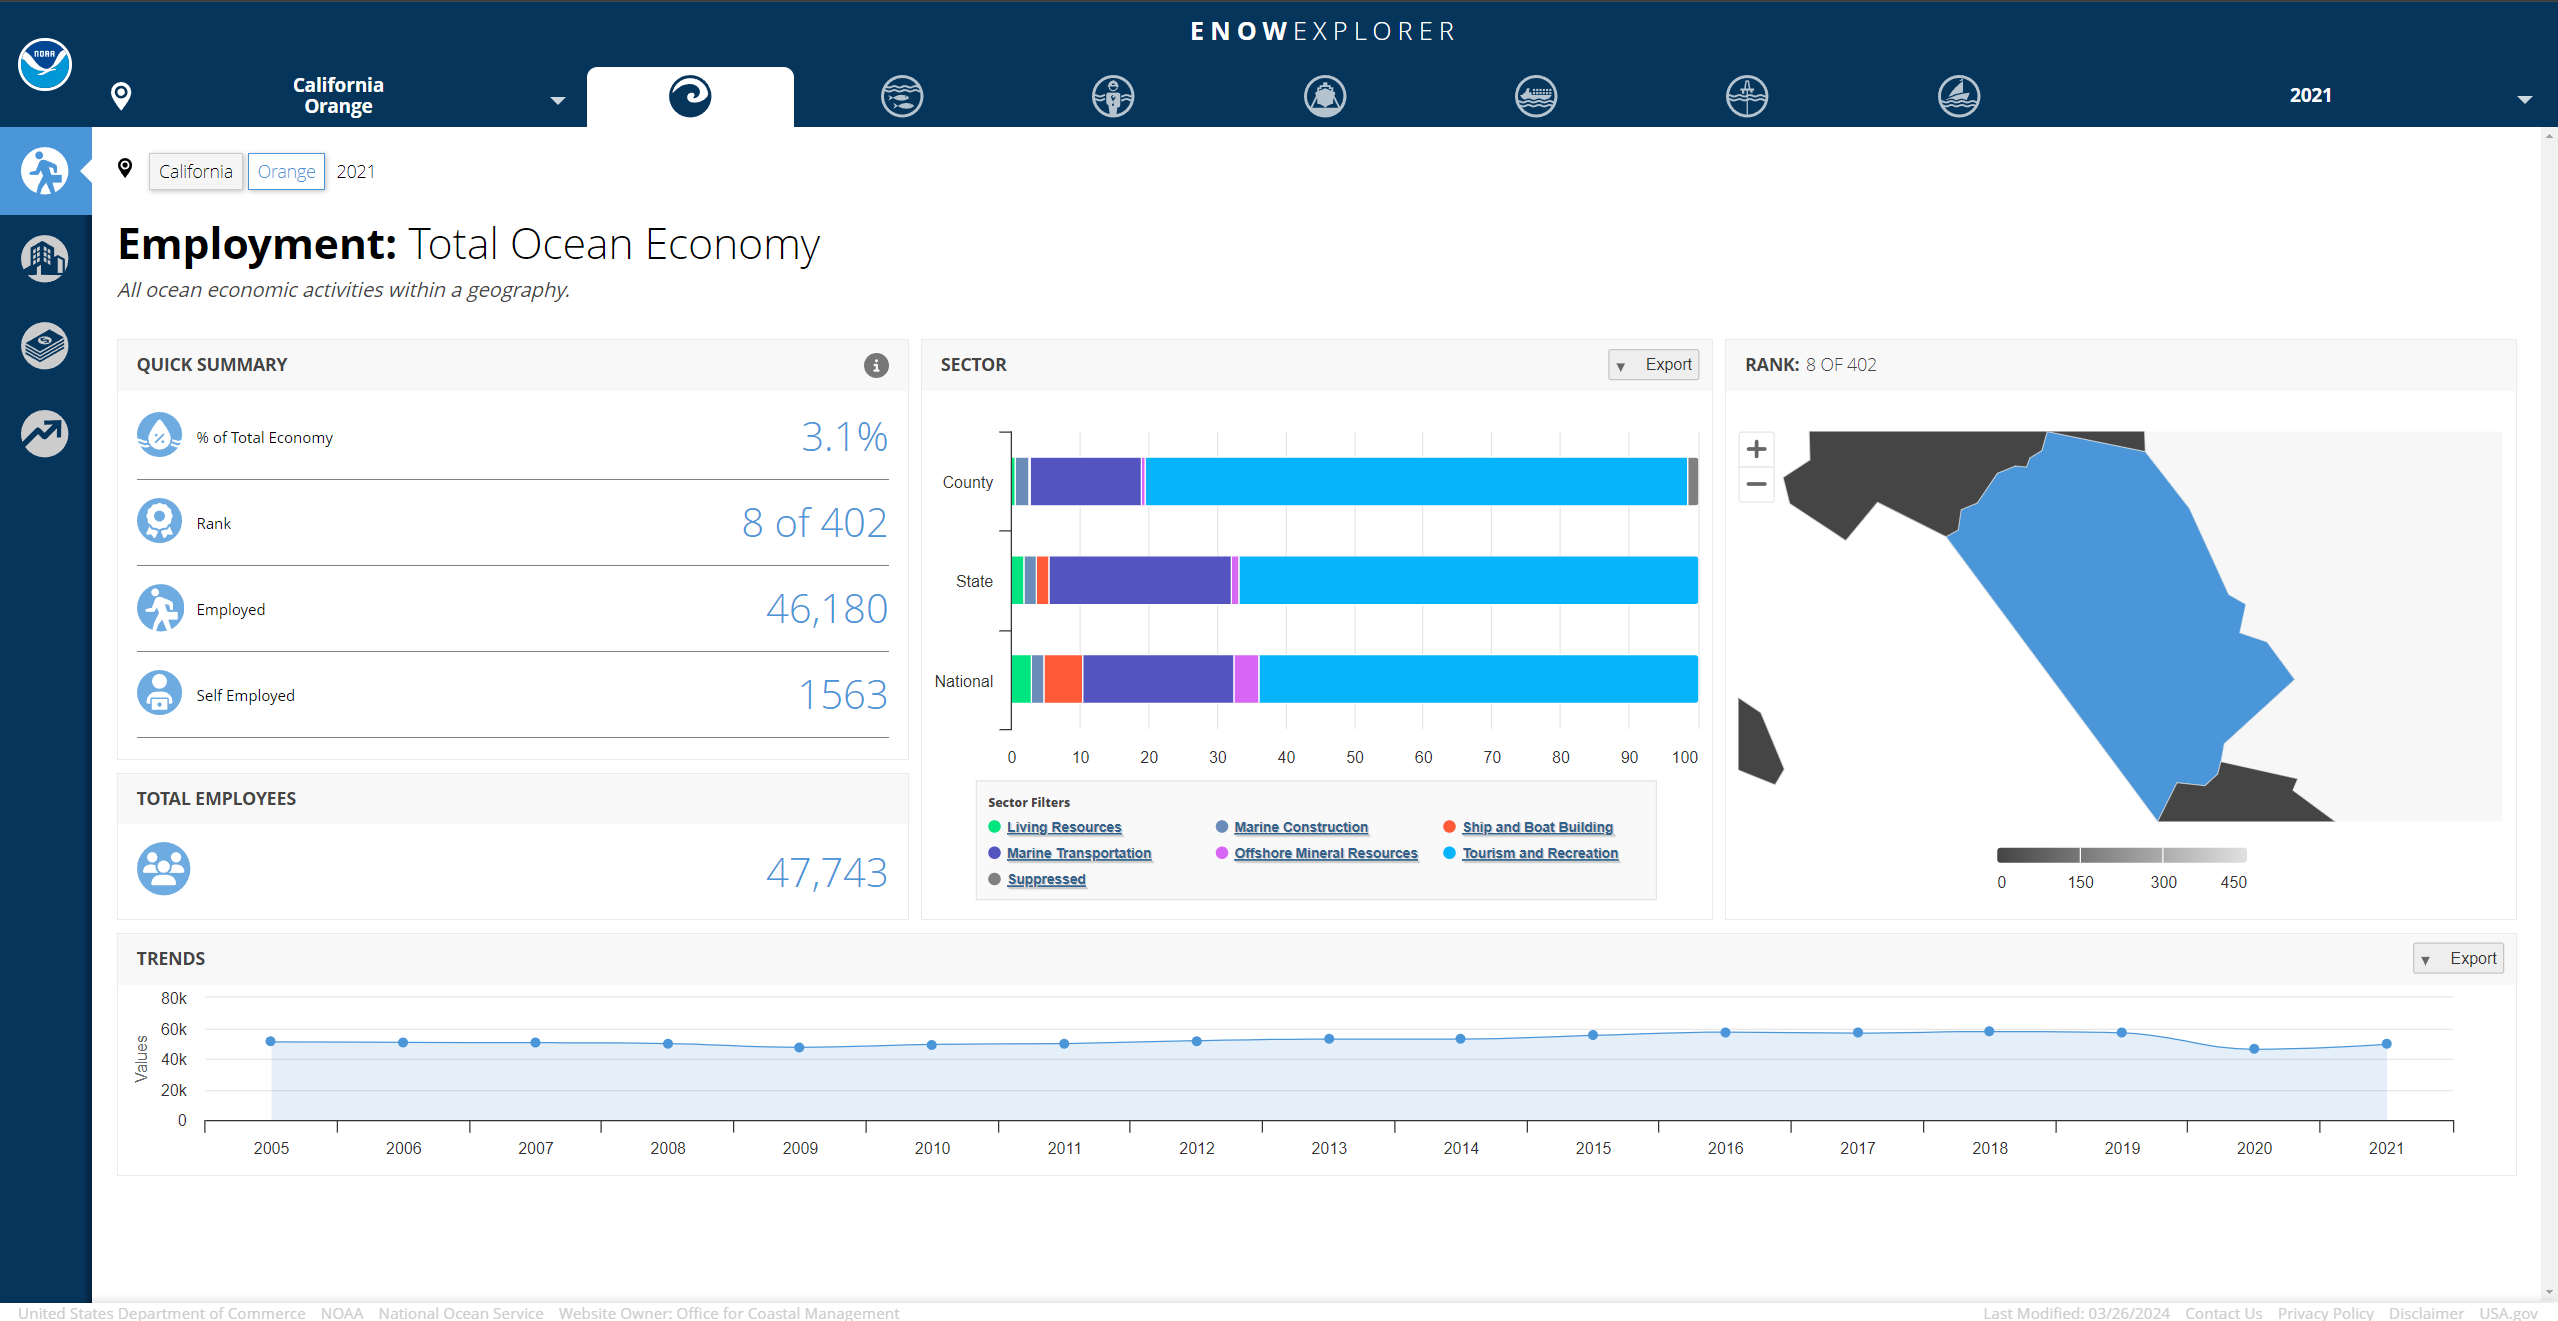 ENOWEXPLORER
NOAA
California
Orange
2021
California Orange 2021
Employment: Total Ocean Economy
All ocean economic activities within a geography.
QUICK SUMMARY
% of Total Economy 3.1%
Rank 8 of 402
Employed 46,180
Self Employed 1563
TOTAL EMPLOYEES
47,743
SECTOR
Export
County
State
National
0 10 20 30 40 50 60 70 80 90 100
Sector Filters
Living Resources Marine Construction Ship and Boat Building
Marine Transportation Offshore Mineral Resources Tourism and Recreation
Suppressed
RANK: 8 OF 402
+
−
0 150 300 450
TRENDS
Export
Values
80k
60k
40k
20k
0
2005 2006 2007 2008 2009 2010 2011 2012 2013 2014 2015 2016 2017 2018 2019 2020 2021
United States Department of Commerce NOAA National Ocean Service Website Owner: Office for Coastal Management
Last Modified: 03/26/2024 Contact Us Privacy Policy Disclaimer USA.gov